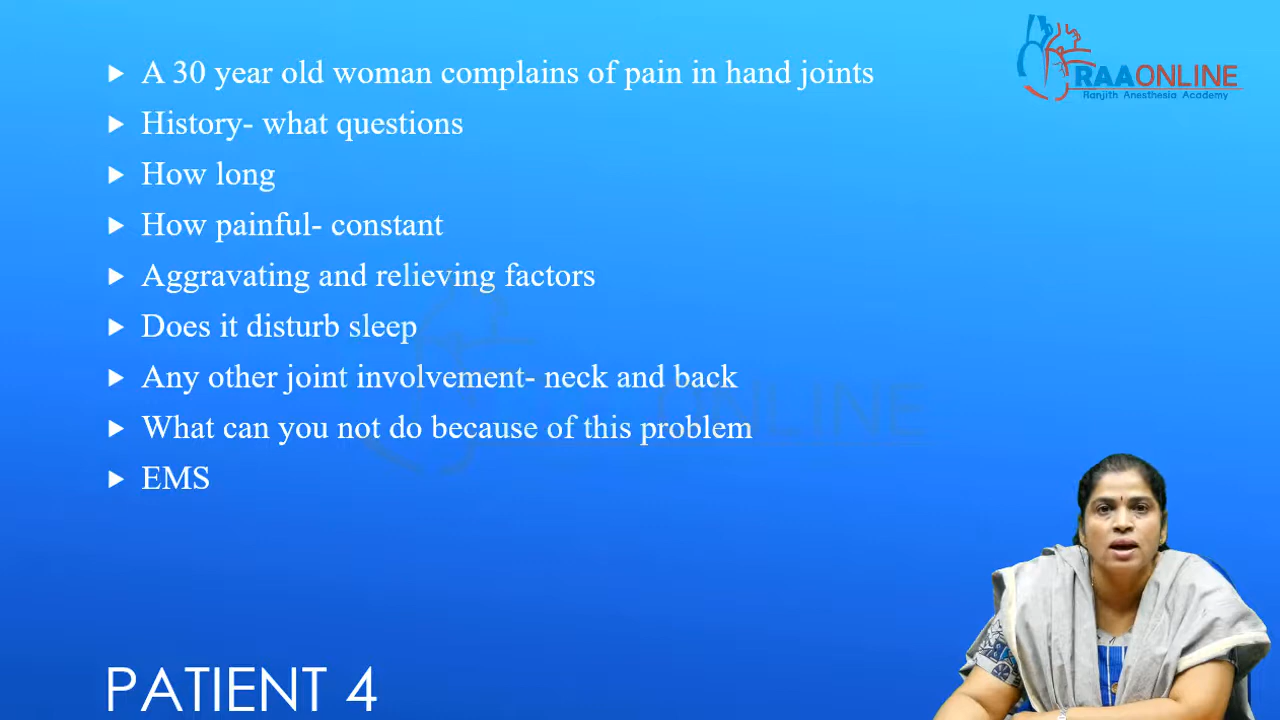 RAAONLINE
Ranjith Anesthesia Academy
A 30 year old woman complains of pain in hand joints
History- what questions
How long
How painful- constant
Aggravating and relieving factors
Does it disturb sleep
Any other joint involvement- neck and back
What can you not do because of this problem
EMS
ONLINE
PATIENT 4